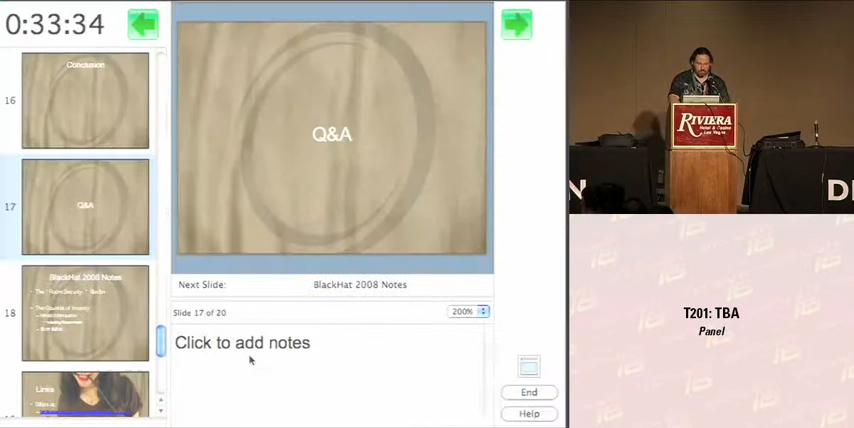 0:33:34
16
Conclusion
17
Q&A
18
BlackHat 2008 Notes
Links
Q&A
Next Slide: BlackHat 2008 Notes
Slide 17 of 20
200%
Click to add notes
End
Help
RIVIERA
Hotel & Casino
Las Vegas
N
DE
T201: TBA
Panel